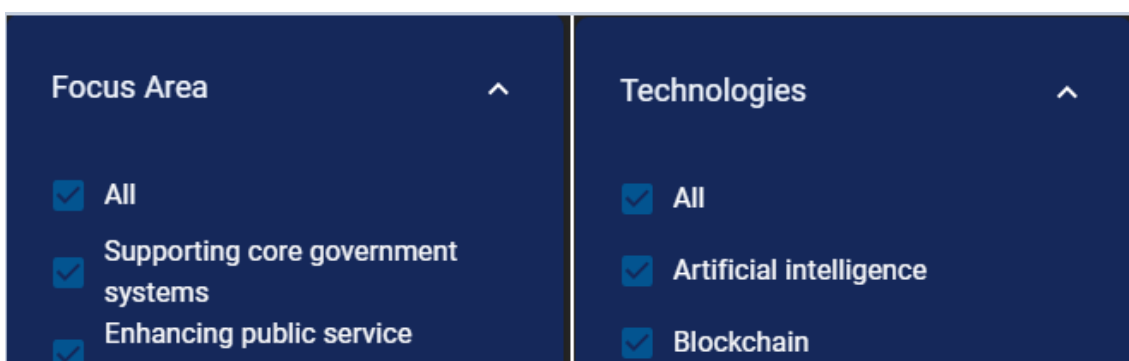 Focus Area
All
Supporting core government
systems
Enhancing public service
Technologies
All
Artificial intelligence
Blockchain